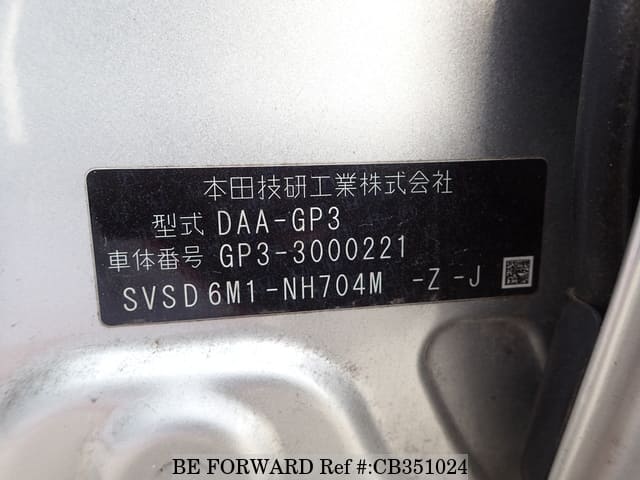 本田技研工業株式会社
型式 DAA-GP3
車体番号 GP3-3000221
SVSD6M1-NH704M -Z-J
BE FORWARD Ref #:CB351024